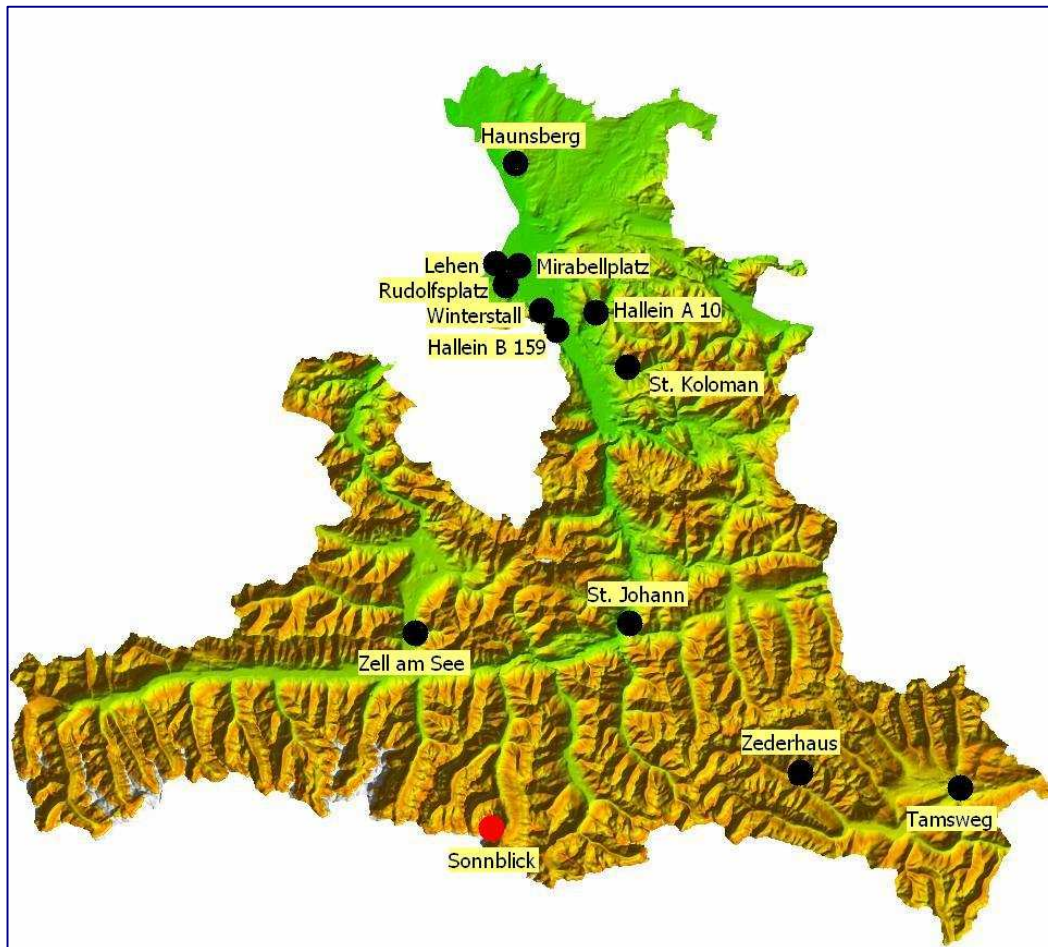 Haunsberg
Lehen
Mirabellplatz
Rudolfsplatz
Winterstall
Hallein A 10
Hallein B 159
St. Koloman
St. Johann
Zell am See
Zederhaus
Tamsweg
Sonnblick